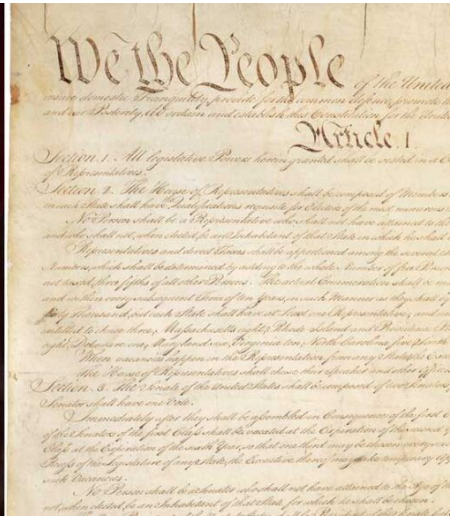 We the People of the United
insure domestic Tranquility, provide for the common defence, promote t
and our Posterity, do ordain and establish this Constitution for the United
Article. I.
Section. 1. All legislative Powers herein granted shall be vested in a C
of Representatives.
Section. 2. The House of Representatives shall be composed of Members
in each State shall have the Qualifications requisite for Electors of the most numerous
No Person shall be a Representative who shall not have attained to the
and who shall not, when elected, be an Inhabitant of that State in which he shall
Representatives and direct Taxes shall be apportioned among the several
Numbers, which shall be determined by adding to the whole Number of free Persons
not taxed, three fifths of all other Persons. The actual Enumeration shall be
and within every subsequent Term of ten Years, in such Manner as they shall
thirty Thousand, but each State shall have at Least one Representative; and
entitled to chuse three, Massachusetts eight, Rhode Island and Providence
eight, Delaware one, Maryland six, Virginia ten, North Carolina five, South
When vacancies happen in the Representation from any State, the Exec
The House of Representatives shall chuse their Speaker and other Officers
Section. 3. The Senate of the United States shall be composed of two Senators
Senator shall have one Vote.
Immediately after they shall be assembled in Consequence of the first E
of the Senators of the first Class shall be vacated at the Expiration of the second
Class at the Expiration of the sixth Year, so that one third may be chosen every
Recess of the Legislature of any State, the Executive thereof may make temporary App
such Vacancies.
No Person shall be a Senator who shall not have attained to the Age of
not, when elected, be an Inhabitant of that State for which he shall be chosen.